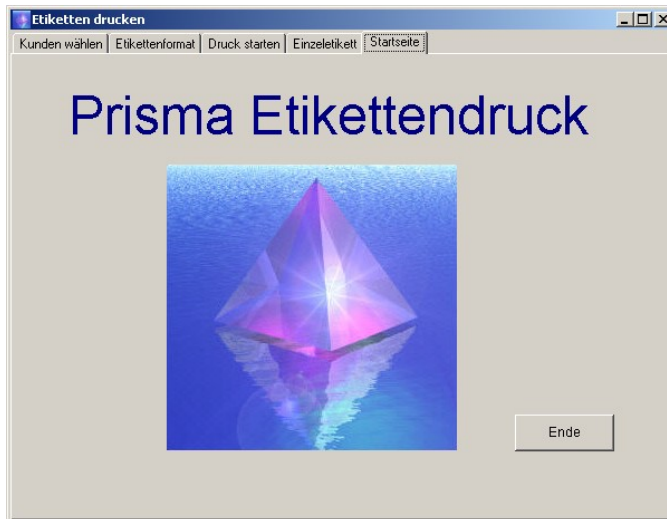 Etiketten drucken
Kunden wählen Etikettenformat Druck starten Einzeletikett Startseite
Prisma Etikettendruck
Ende